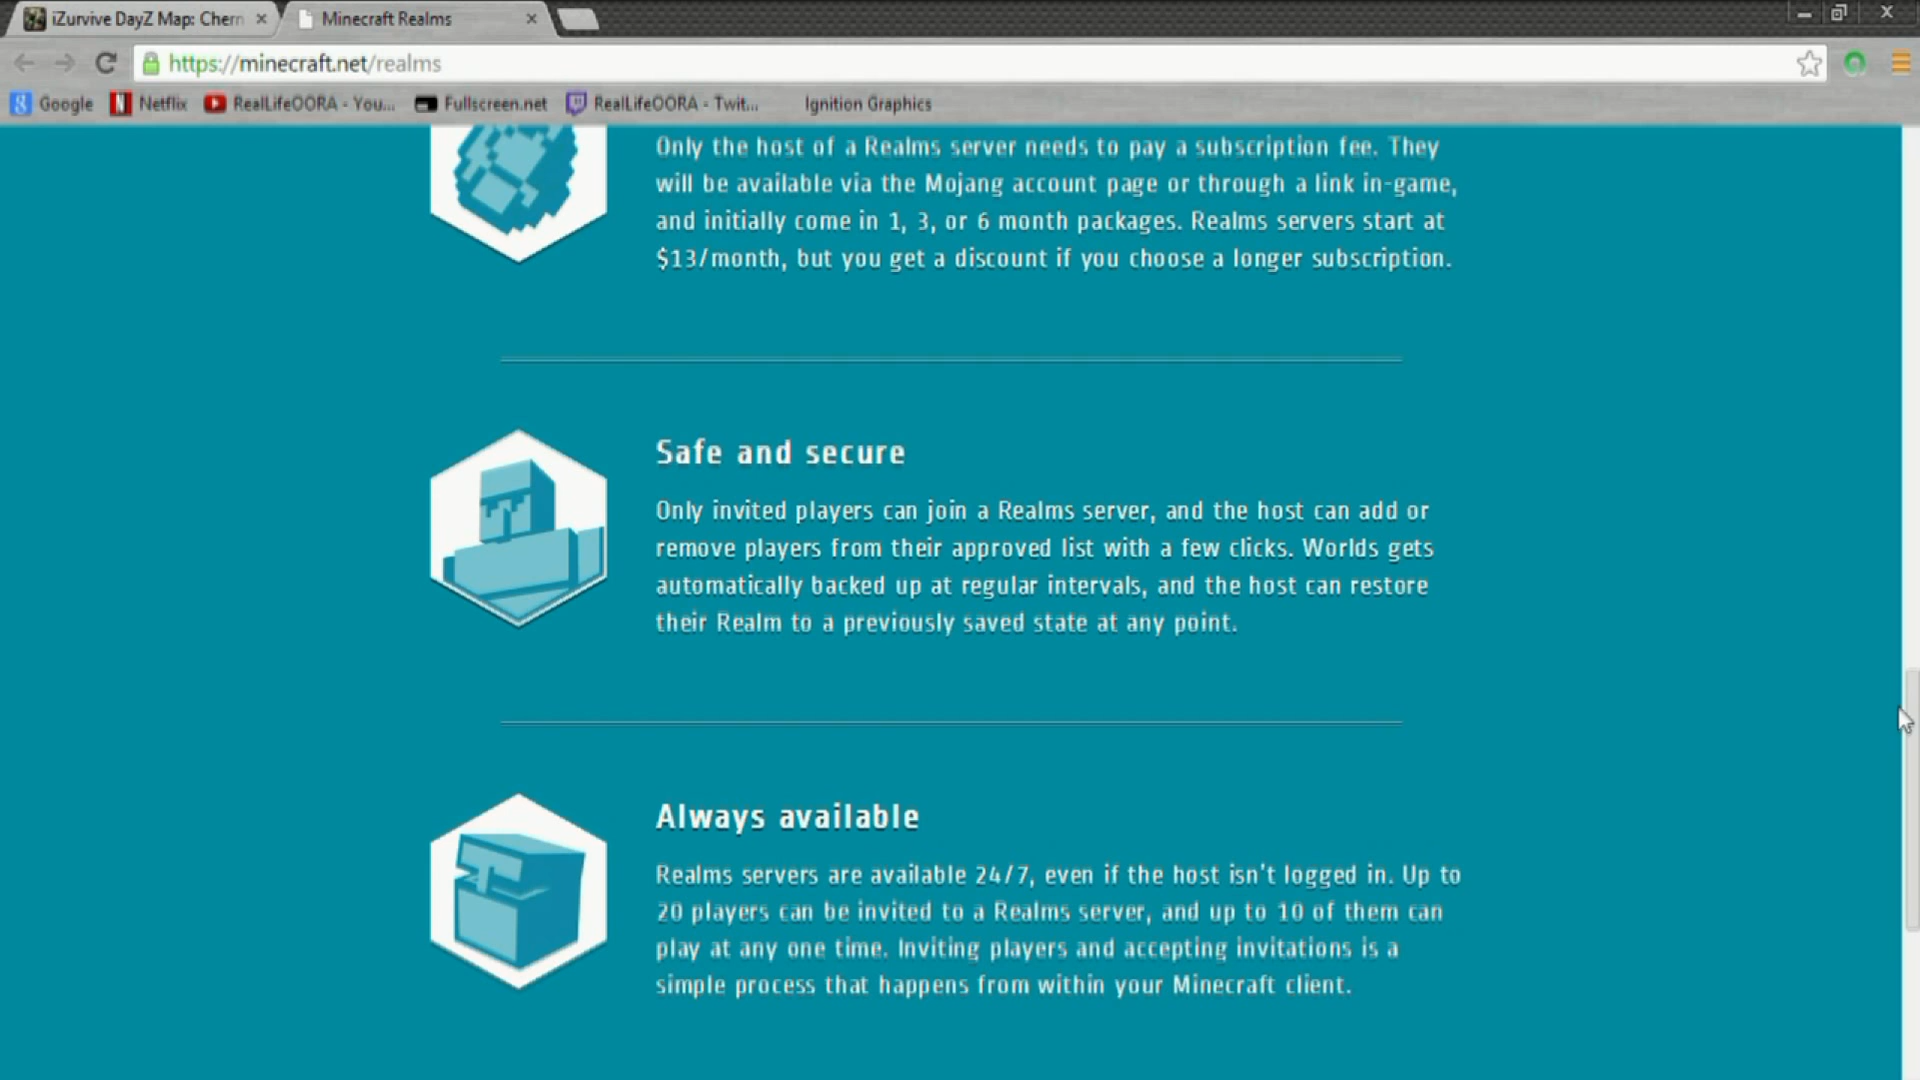 iZurvive DayZ Map: Chern
Minecraft Realms
https://minecraft.net/realms
Google
Netflix
RealLifeOORA - You...
Fullscreen.net
RealLifeOORA - Twit...
Ignition Graphics
Only the host of a Realms server needs to pay a subscription fee. They
will be available via the Mojang account page or through a link in-game,
and initially come in 1, 3, or 6 month packages. Realms servers start at
$13/month, but you get a discount if you choose a longer subscription.
Safe and secure
Only invited players can join a Realms server, and the host can add or
remove players from their approved list with a few clicks. Worlds gets
automatically backed up at regular intervals, and the host can restore
their Realm to a previously saved state at any point.
Always available
Realms servers are available 24/7, even if the host isn't logged in. Up to
20 players can be invited to a Realms server, and up to 10 of them can
play at any one time. Inviting players and accepting invitations is a
simple process that happens from within your Minecraft client.